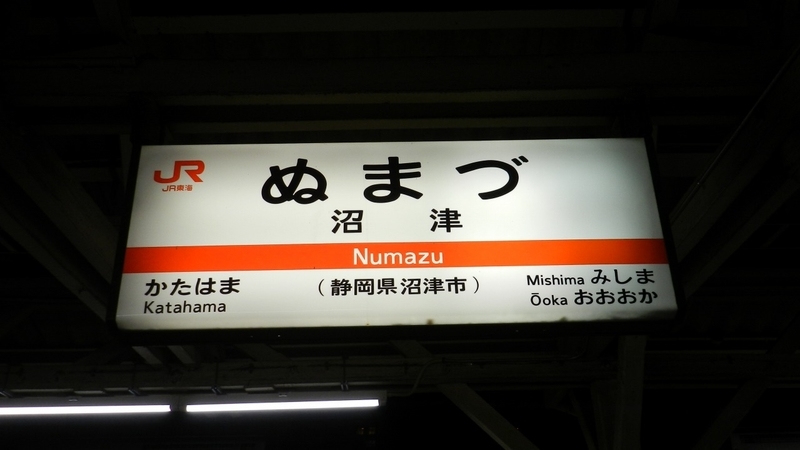 JR
JR東海
ぬまづ
沼津
Numazu
かたはま
Katahama
(静岡県沼津市)
Mishima みしま
Ōoka おおおか